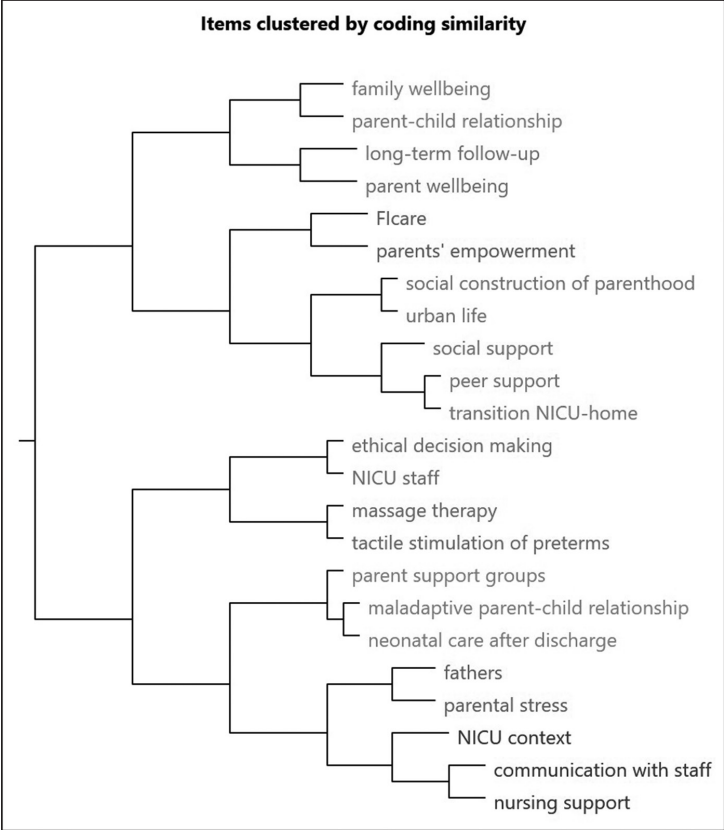 Items clustered by coding similarity
family wellbeing
parent-child relationship
long-term follow-up
parent wellbeing
FIcare
parents' empowerment
social construction of parenthood
urban life
social support
peer support
transition NICU-home
ethical decision making
NICU staff
massage therapy
tactile stimulation of preterms
parent support groups
maladaptive parent-child relationship
neonatal care after discharge
fathers
parental stress
NICU context
communication with staff
nursing support